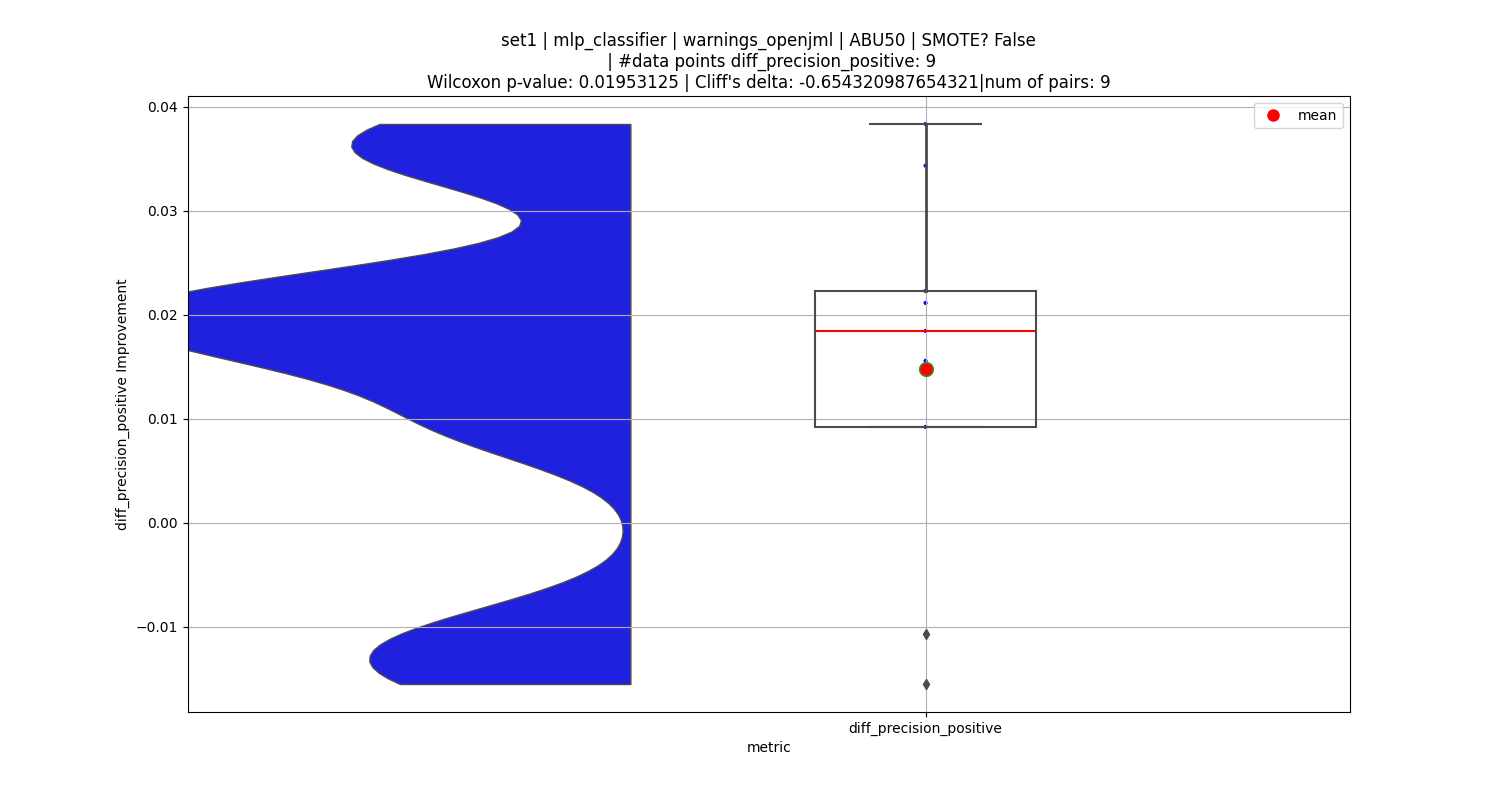 set1 | mlp_classifier | warnings_openjml | ABU50 | SMOTE? False
| #data points diff_precision_positive: 9
Wilcoxon p-value: 0.01953125 | Cliff's delta: -0.654320987654321|num of pairs: 9
mean
0.04
0.03
0.02
0.01
0.00
−0.01
diff_precision_positive Improvement
diff_precision_positive
metric